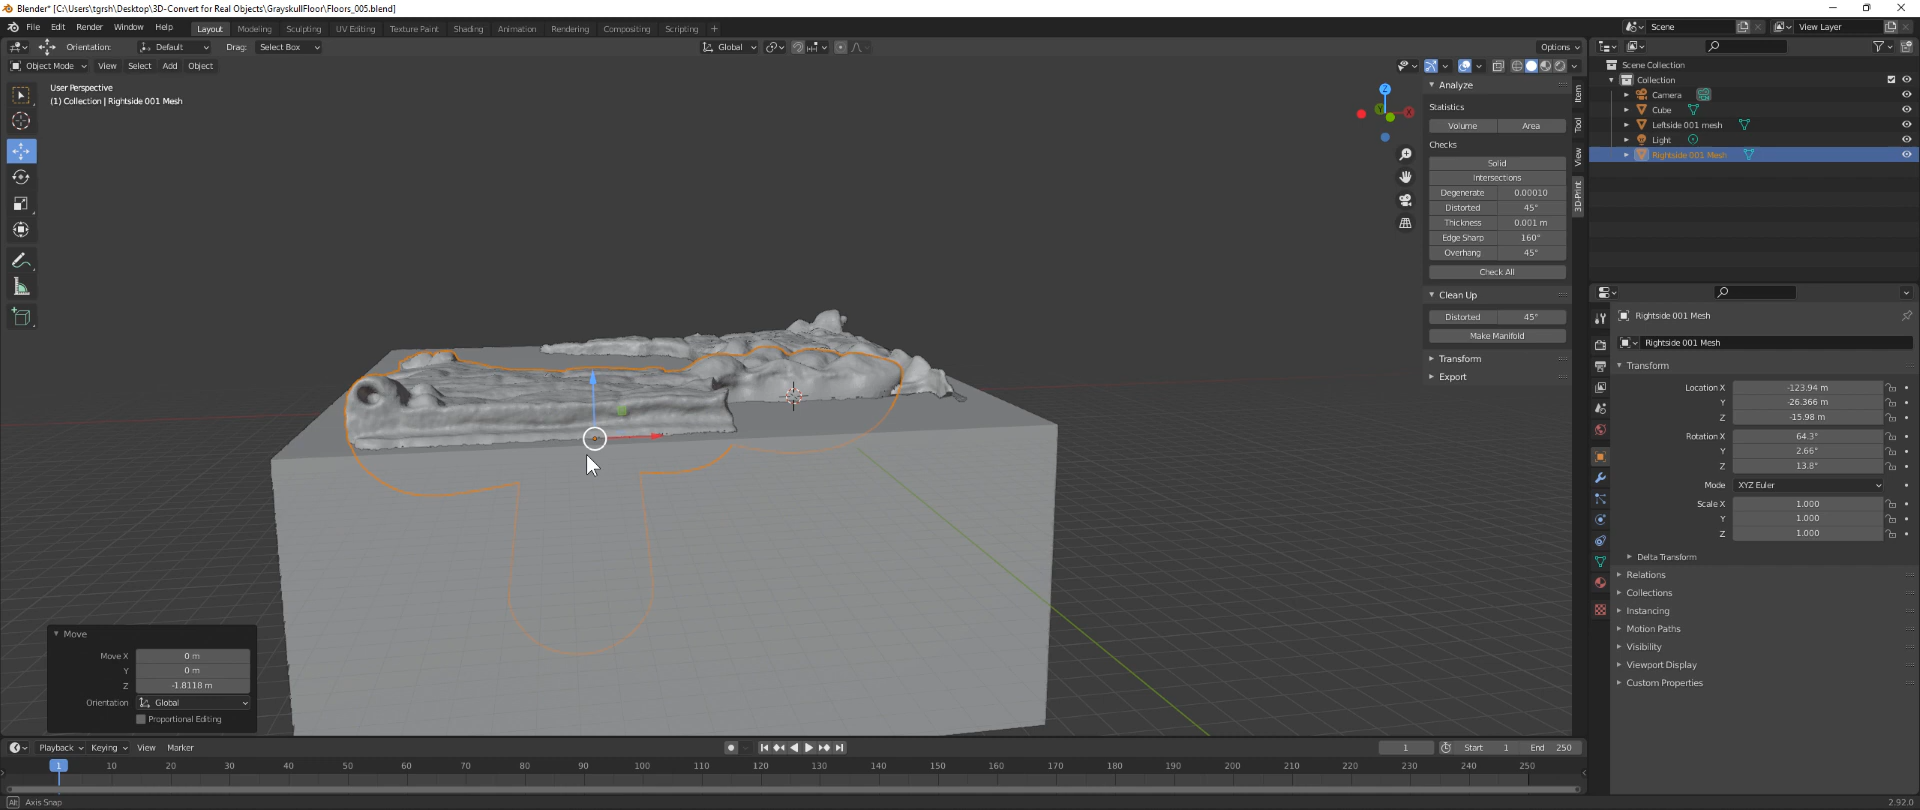 Blender* [C:\Users\tgrsh\Desktop\3D-Convert for Real Objects\GrayskullFloor\Floors_005.blend]
File Edit Render Window Help Layout Modeling Sculpting UV Editing Texture Paint Shading Animation Rendering Compositing Scripting + Scene View Layer
Orientation: Default Drag: Select Box Global Options
Object Mode View Select Add Object
User Perspective
(1) Collection | Rightside 001 Mesh
Z
Y
X
Analyze
Statistics
Volume Area
Checks
Solid
Intersections
Degenerate 0.00010
Distorted 45°
Thickness 0.001 m
Edge Sharp 160°
Overhang 45°
Check All
Clean Up
Distorted 45°
Make Manifold
Transform
Export
Item
Tool
View
3D-Print
Scene Collection
Collection
Camera
Cube
Leftside 001 mesh
Light
Rightside 001 Mesh
Rightside 001 Mesh
Rightside 001 Mesh
Transform
Location X -123.94 m
Y -26.366 m
Z -15.98 m
Rotation X 64.3°
Y 2.66°
Z 13.8°
Mode XYZ Euler
Scale X 1.000
Y 1.000
Z 1.000
Delta Transform
Relations
Collections
Instancing
Motion Paths
Visibility
Viewport Display
Custom Properties
Move
Move X 0 m
Y 0 m
Z -1.8118 m
Orientation Global
Proportional Editing
Playback Keying View Marker 1 Start 1 End 250
1 10 20 30 40 50 60 70 80 90 100 110 120 130 140 150 160 170 180 190 200 210 220 230 240 250
Alt Axis Snap 2.92.0